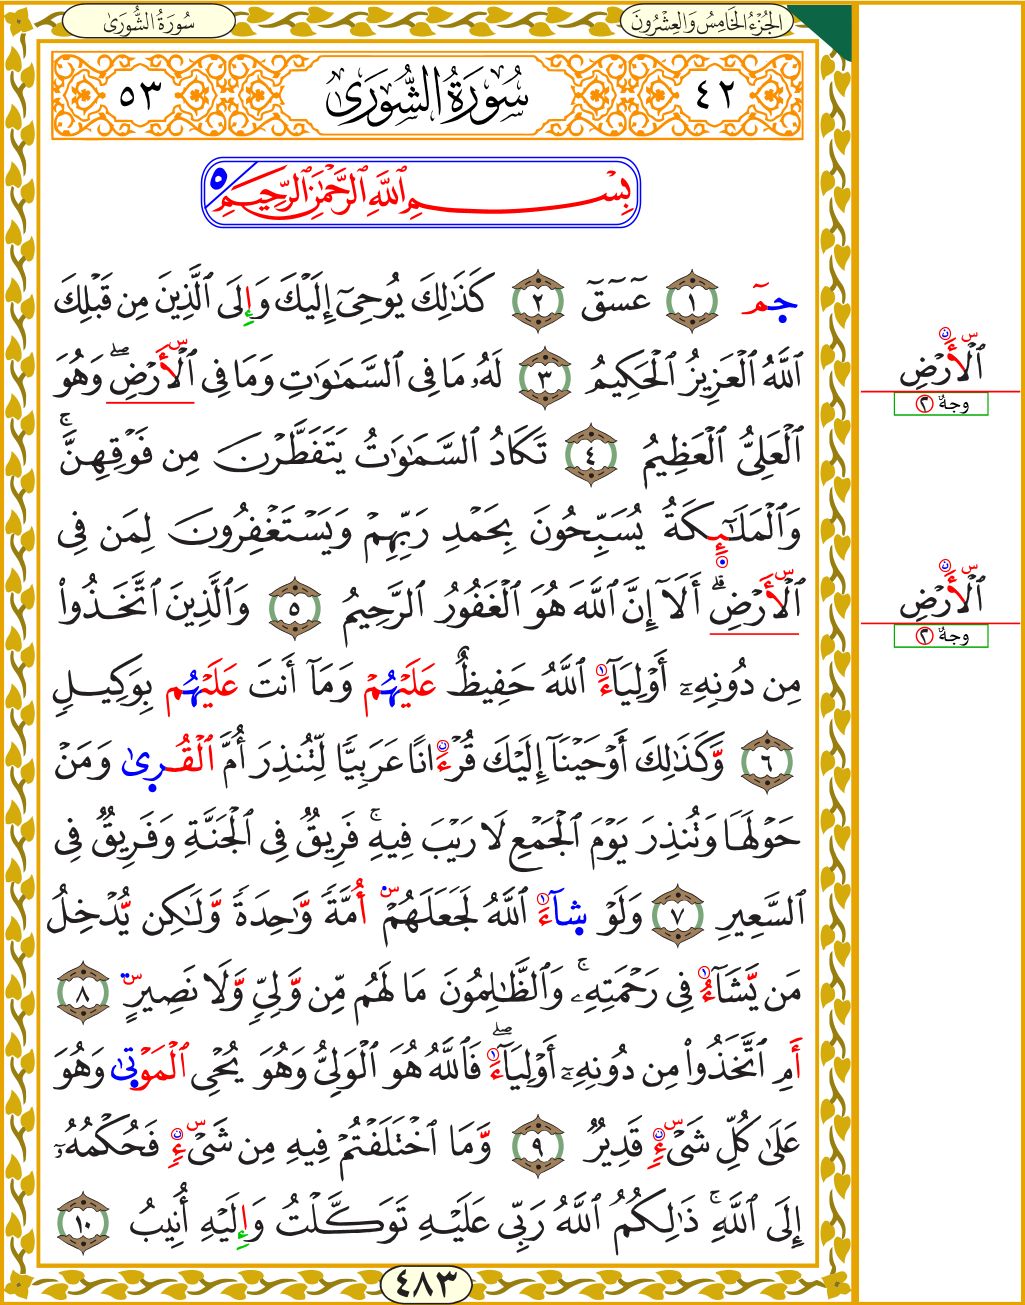 سُورَةُ الشُّورَىٰ
الجُزْءُ الخَامِسُ وَالعِشْرُونَ
٤٢ سُورَةُ الشُّورَىٰ ٥٣
بِسْمِ ٱللَّهِ ٱلرَّحْمَٰنِ ٱلرَّحِيمِ ٥
حمٓ ١ عٓسٓقٓ ٢ كَذَٰلِكَ يُوحِىٓ إِلَيْكَ وَإِلَى ٱلَّذِينَ مِن قَبْلِكَ
ٱللَّهُ ٱلْعَزِيزُ ٱلْحَكِيمُ ٣ لَهُۥ مَا فِى ٱلسَّمَٰوَٰتِ وَمَا فِى ٱلْأَرْضِۖ وَهُوَ
ٱلْعَلِىُّ ٱلْعَظِيمُ ٤ تَكَادُ ٱلسَّمَٰوَٰتُ يَتَفَطَّرْنَ مِن فَوْقِهِنَّۚ
وَٱلْمَلَٰٓئِكَةُ يُسَبِّحُونَ بِحَمْدِ رَبِّهِمْ وَيَسْتَغْفِرُونَ لِمَن فِى
ٱلْأَرْضِۗ أَلَآ إِنَّ ٱللَّهَ هُوَ ٱلْغَفُورُ ٱلرَّحِيمُ ٥ وَٱلَّذِينَ ٱتَّخَذُوا۟
مِن دُونِهِۦٓ أَوْلِيَآءَ ٱللَّهُ حَفِيظٌ عَلَيْهُمْ وَمَآ أَنتَ عَلَيْهُم بِوَكِيلٍ
٦ وَكَذَٰلِكَ أَوْحَيْنَآ إِلَيْكَ قُرْءَانًا عَرَبِيًّا لِّتُنذِرَ أُمَّ ٱلْقُرِىٰ وَمَنْ
حَوْلَهَا وَتُنذِرَ يَوْمَ ٱلْجَمْعِ لَا رَيْبَ فِيهِۚ فَرِيقٌ فِى ٱلْجَنَّةِ وَفَرِيقٌ فِى
ٱلسَّعِيرِ ٧ وَلَوْ شَآءَ ٱللَّهُ لَجَعَلَهُمْ أُمَّةً وَٰحِدَةً وَلَٰكِن يُدْخِلُ
مَن يَشَآءُ فِى رَحْمَتِهِۦۚ وَٱلظَّٰلِمُونَ مَا لَهُم مِّن وَلِىٍّ وَلَا نَصِيرٍ ٨
أَمِ ٱتَّخَذُوا۟ مِن دُونِهِۦٓ أَوْلِيَآءَۖ فَٱللَّهُ هُوَ ٱلْوَلِىُّ وَهُوَ يُحْىِ ٱلْمَوْتِىٰ وَهُوَ
عَلَىٰ كُلِّ شَىْءٍ قَدِيرٌ ٩ وَمَا ٱخْتَلَفْتُمْ فِيهِ مِن شَىْءٍ فَحُكْمُهُۥٓ
إِلَى ٱللَّهِۚ ذَٰلِكُمُ ٱللَّهُ رَبِّى عَلَيْهِ تَوَكَّلْتُ وَإِلَيْهِ أُنِيبُ ١٠
٤٨٣
ٱلْأَرْضِ
وجهٌ ٢
ٱلْأَرْضِ
وجهٌ ٢